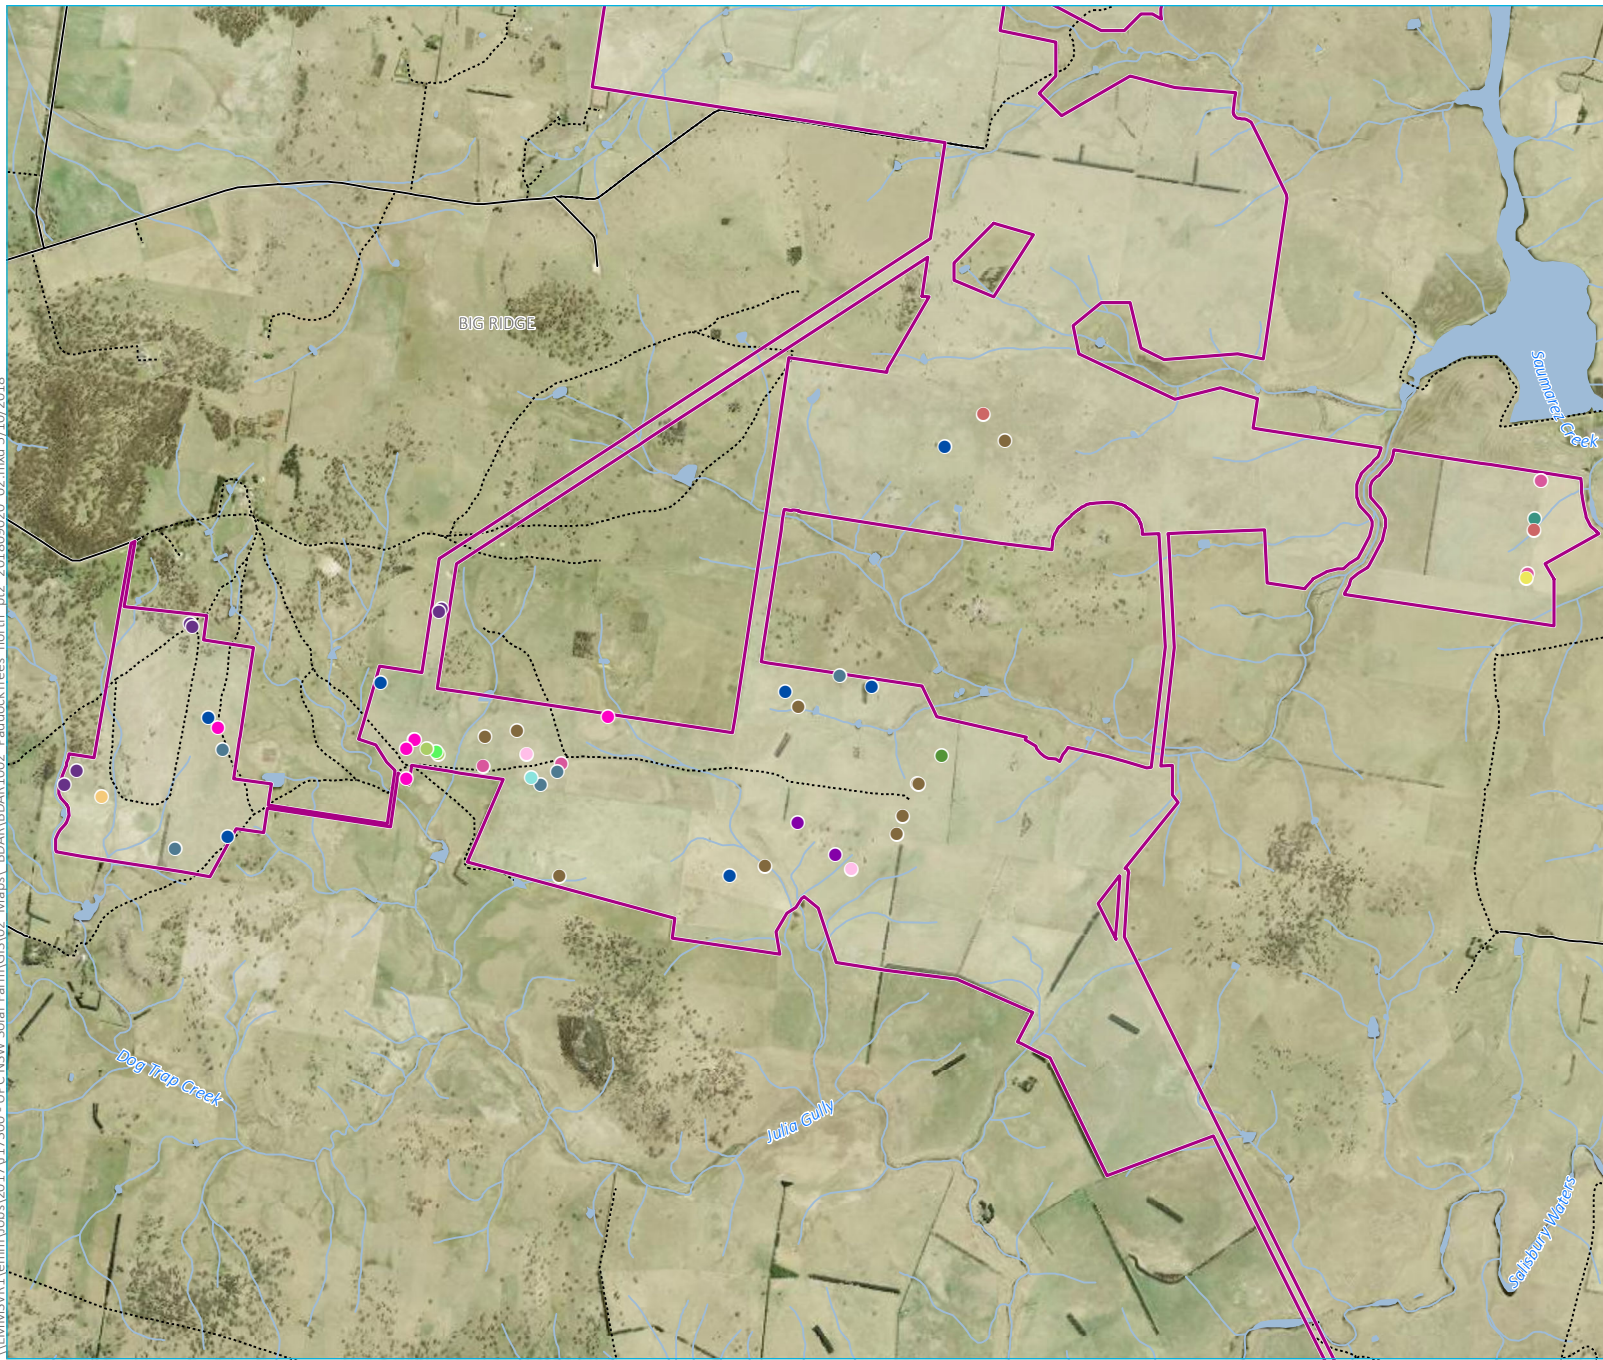 BIG RIDGE
Saumarez Creek
Dog Trap Creek
Julia Gully
Salisbury Waters